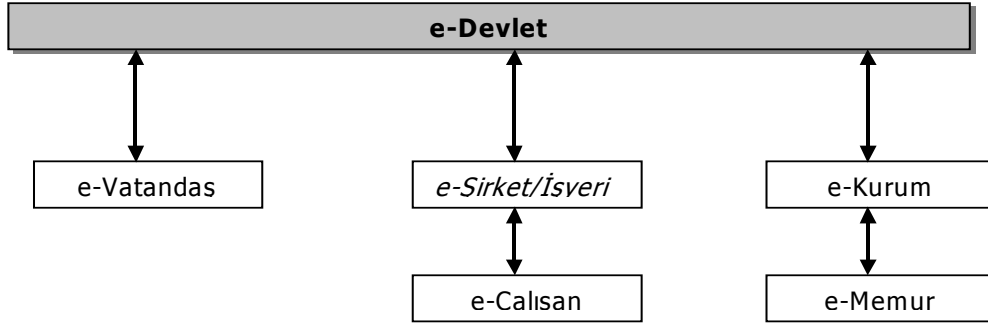 e-Devlet
e-Vatandas
e-Sirket/İsveri
e-Kurum
e-Calısan
e-Memur